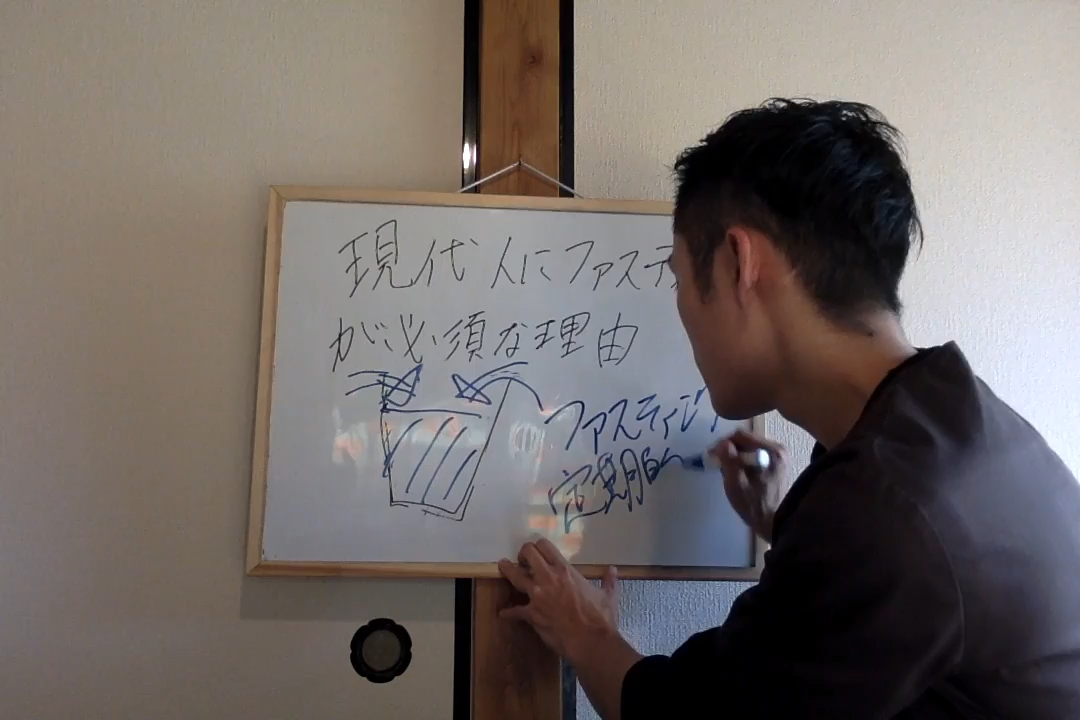 現代人にファステ
が必須な理由
ファスティン
定期的